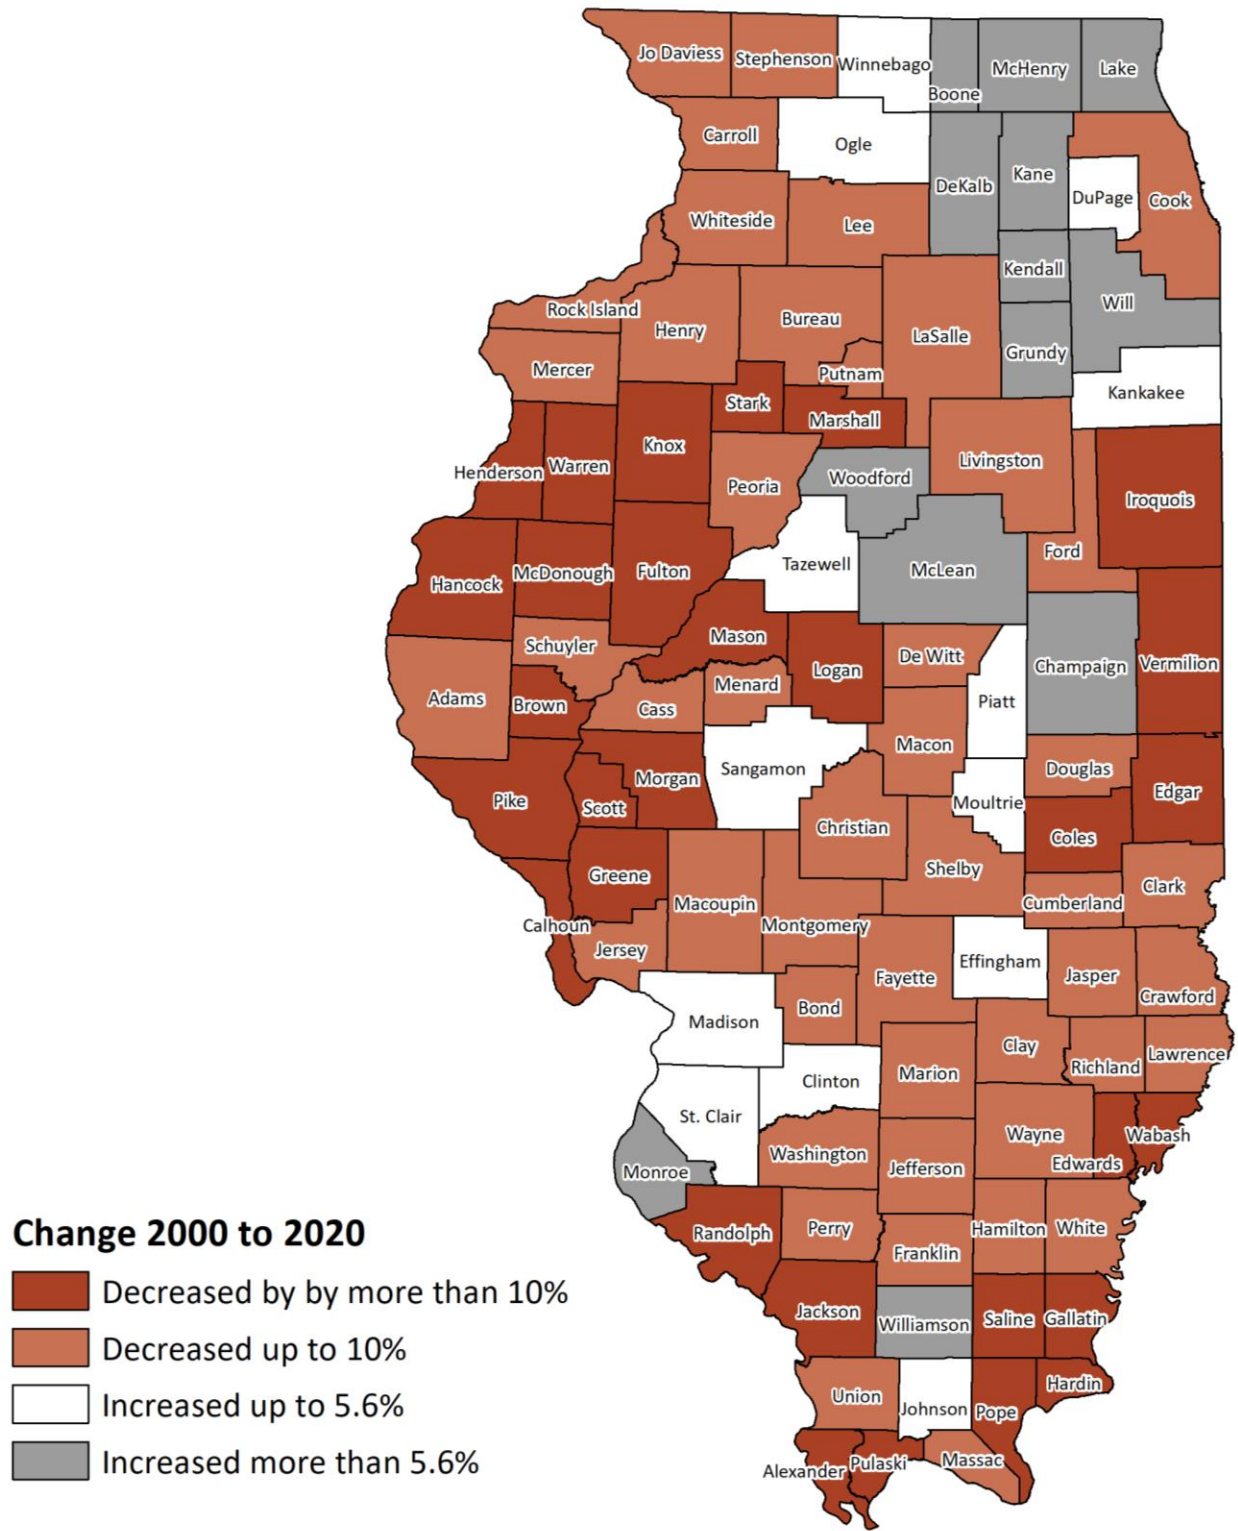 Jo Daviess
Stephenson
Winnebago
Boone
McHenry
Lake
Carroll
Ogle
DeKalb
Kane
DuPage
Cook
Whiteside
Lee
Kendall
Will
Rock Island
Henry
Bureau
LaSalle
Grundy
Mercer
Putnam
Kankakee
Stark
Marshall
Henderson
Warren
Knox
Peoria
Woodford
Livingston
Iroquois
Hancock
McDonough
Fulton
Tazewell
McLean
Ford
Schuyler
Mason
Logan
De Witt
Champaign
Vermilion
Adams
Brown
Cass
Menard
Piatt
Macon
Pike
Scott
Morgan
Sangamon
Christian
Moultrie
Douglas
Edgar
Coles
Greene
Macoupin
Montgomery
Shelby
Cumberland
Clark
Calhoun
Jersey
Fayette
Effingham
Jasper
Crawford
Madison
Bond
Clay
Richland
Lawrence
Clinton
Marion
St. Clair
Wayne
Edwards
Wabash
Monroe
Washington
Jefferson
Randolph
Perry
Franklin
Hamilton
White
Jackson
Williamson
Saline
Gallatin
Union
Johnson
Pope
Hardin
Alexander
Pulaski
Massac
Change 2000 to 2020
Decreased by by more than 10%
Decreased up to 10%
Increased up to 5.6%
Increased more than 5.6%